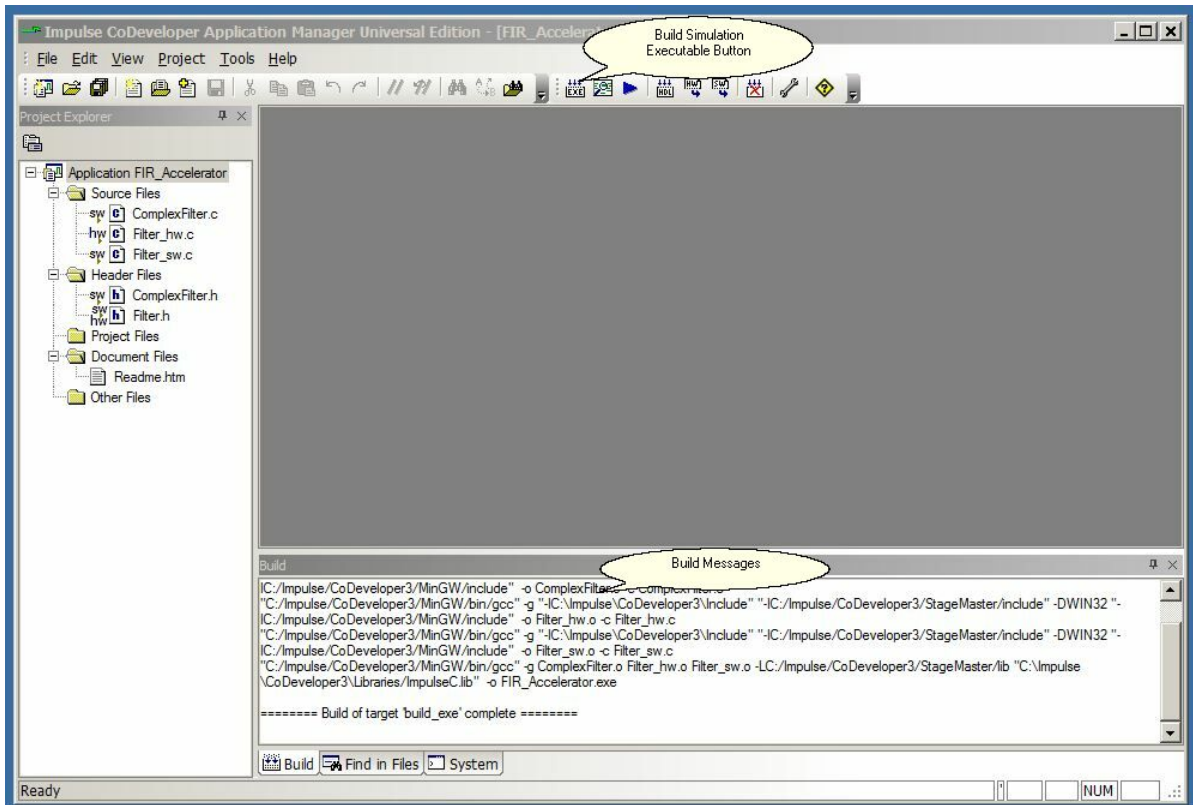 Impulse CoDeveloper Application Manager Universal Edition - [FIR_Accelera
Build Simulation
Executable Button
File Edit View Project Tools Help
EXE HDL HW SW
Project Explorer
Application FIR_Accelerator
Source Files
sw c ComplexFilter.c
hw c Filter_hw.c
sw c Filter_sw.c
Header Files
sw h ComplexFilter.h
sw hw h Filter.h
Project Files
Document Files
Readme.htm
Other Files
Build
Build Messages
IC:/Impulse/CoDeveloper3/MinGW/include" -o
"C:/Impulse/CoDeveloper3/MinGW/bin/gcc" -g "-IC:\Impulse\CoDeveloper3\Include" "-IC:/Impulse/CoDeveloper3/StageMaster/include" -DWIN32 "-
IC:/Impulse/CoDeveloper3/MinGW/include" -o Filter_hw.o -c Filter_hw.c
"C:/Impulse/CoDeveloper3/MinGW/bin/gcc" -g "-IC:\Impulse\CoDeveloper3\Include" "-IC:/Impulse/CoDeveloper3/StageMaster/include" -DWIN32 "-
IC:/Impulse/CoDeveloper3/MinGW/include" -o Filter_sw.o -c Filter_sw.c
"C:/Impulse/CoDeveloper3/MinGW/bin/gcc" -g ComplexFilter.o Filter_hw.o Filter_sw.o -LC:/Impulse/CoDeveloper3/StageMaster/lib "C:\Impulse
\CoDeveloper3\Libraries/ImpulseC.lib" -o FIR_Accelerator.exe
======== Build of target 'build_exe' complete ========
Build Find in Files System
Ready NUM